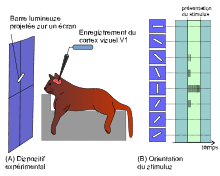 présentation
du stimulus
Barre lumineuse
projetée sur un écran
Enregistrement du
cortex visuel V1
temps
(A) Dispositif
expérimental
(B) Orientation
du stimulus